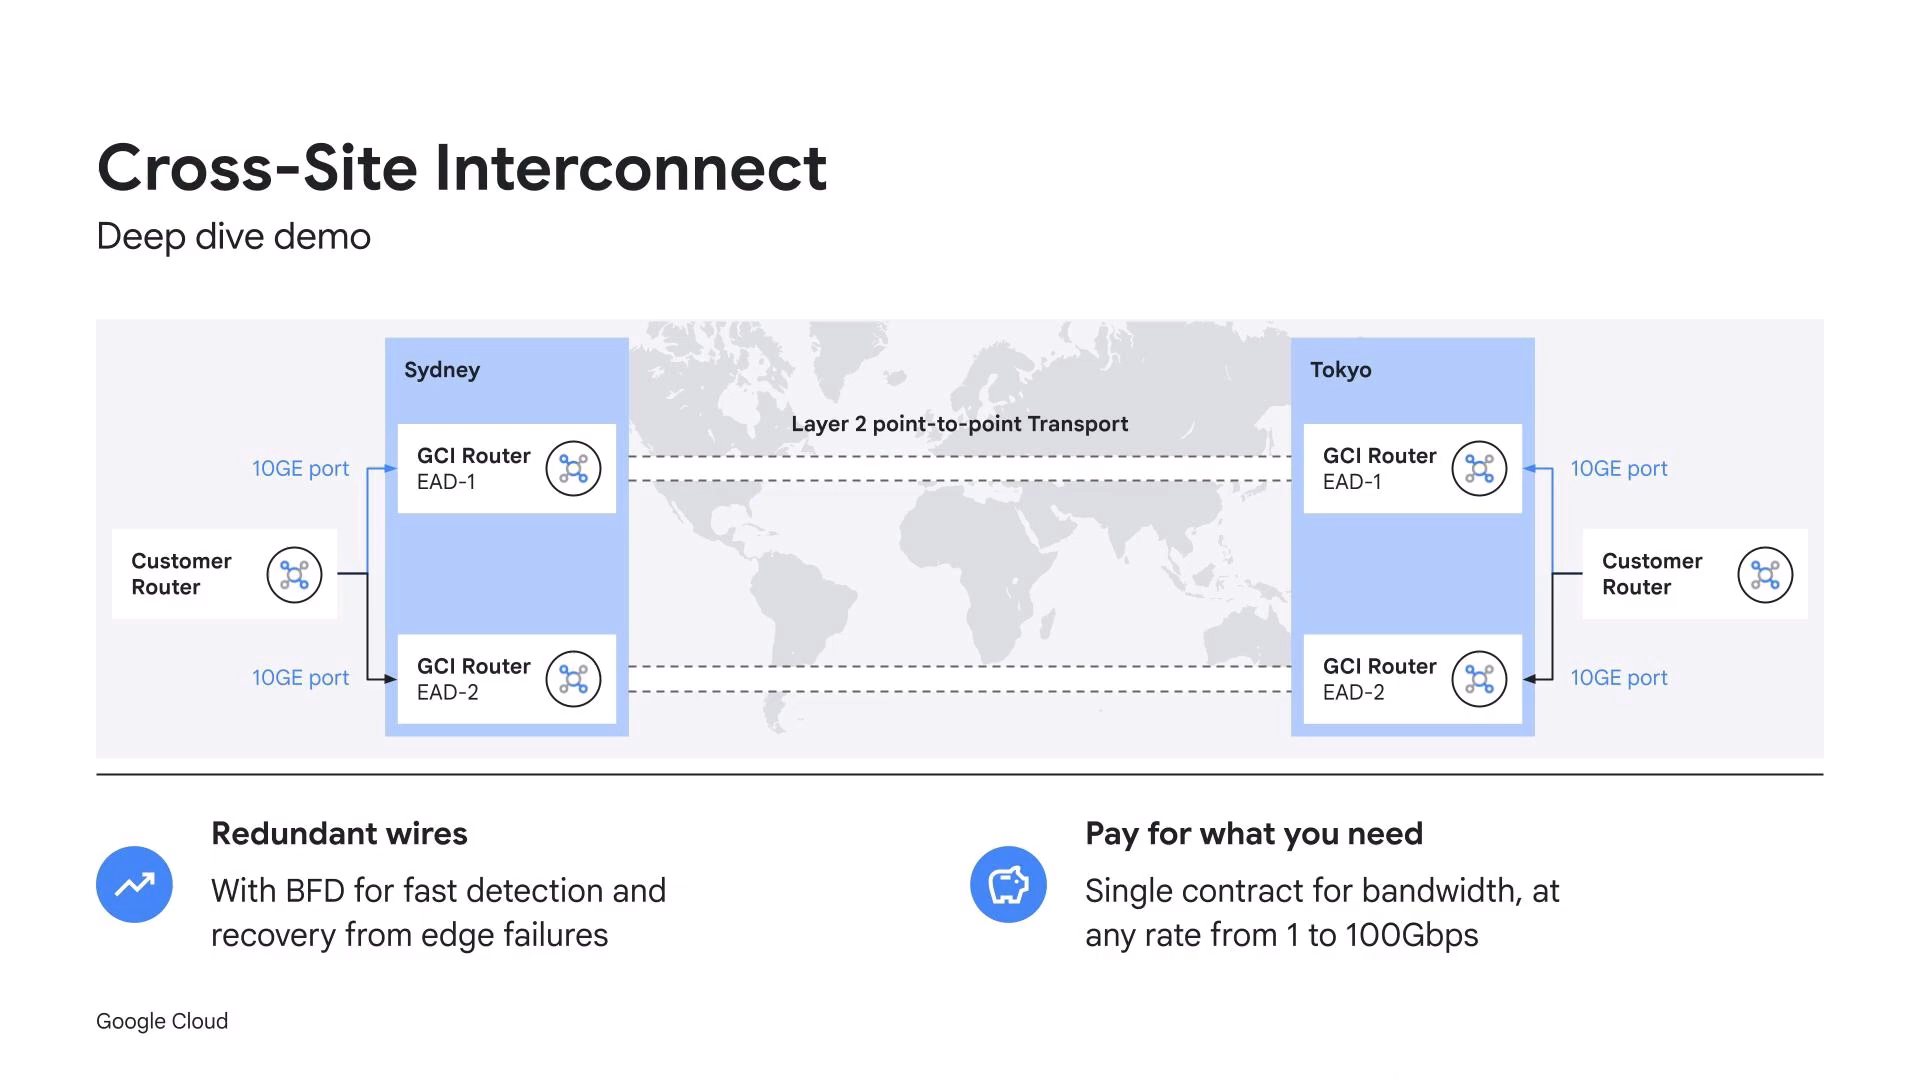 Cross-Site Interconnect
Deep dive demo
Sydney
Tokyo
Layer 2 point-to-point Transport
10GE port
GCI Router
EAD-1
GCI Router
EAD-1
10GE port
Customer
Router
Customer
Router
10GE port
GCI Router
EAD-2
GCI Router
EAD-2
10GE port
Redundant wires
With BFD for fast detection and
recovery from edge failures
Pay for what you need
Single contract for bandwidth, at
any rate from 1 to 100Gbps
Google Cloud